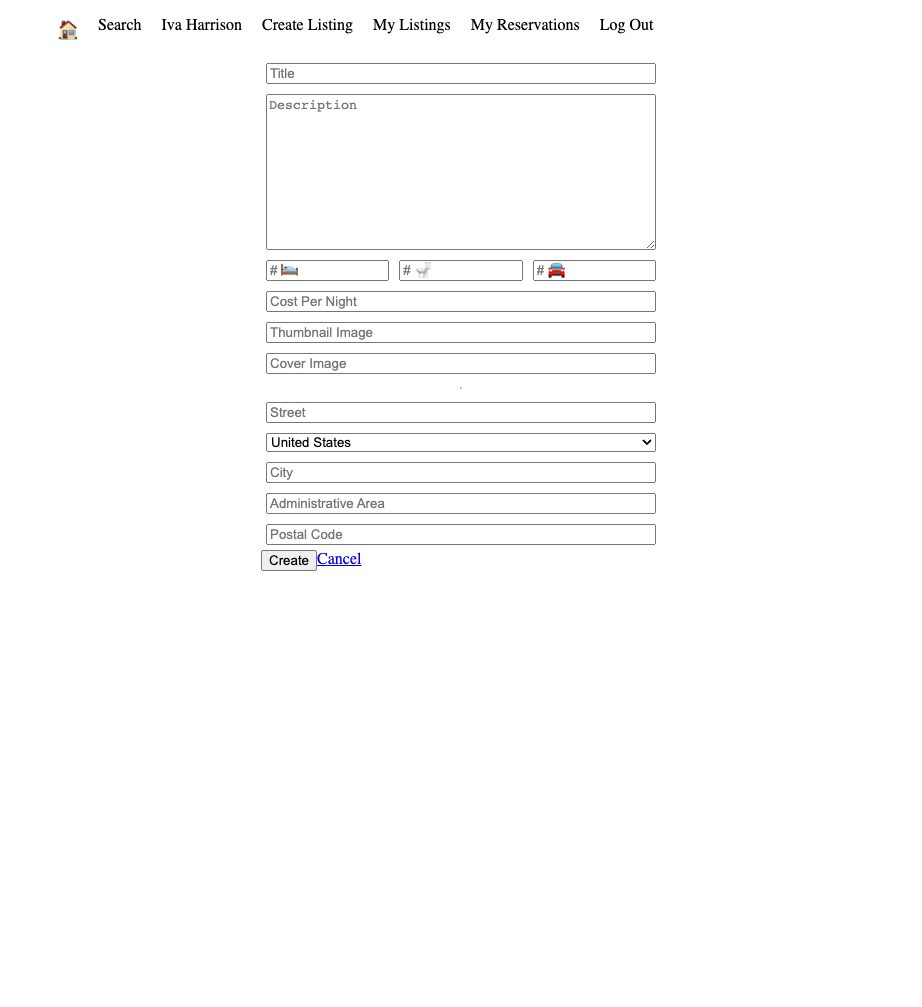 🏠 Search Iva Harrison Create Listing My Listings My Reservations Log Out
Title
Description
# 🛏️ # 🚽 # 🚘
Cost Per Night
Thumbnail Image
Cover Image
Street
United States
City
Administrative Area
Postal Code
Create Cancel